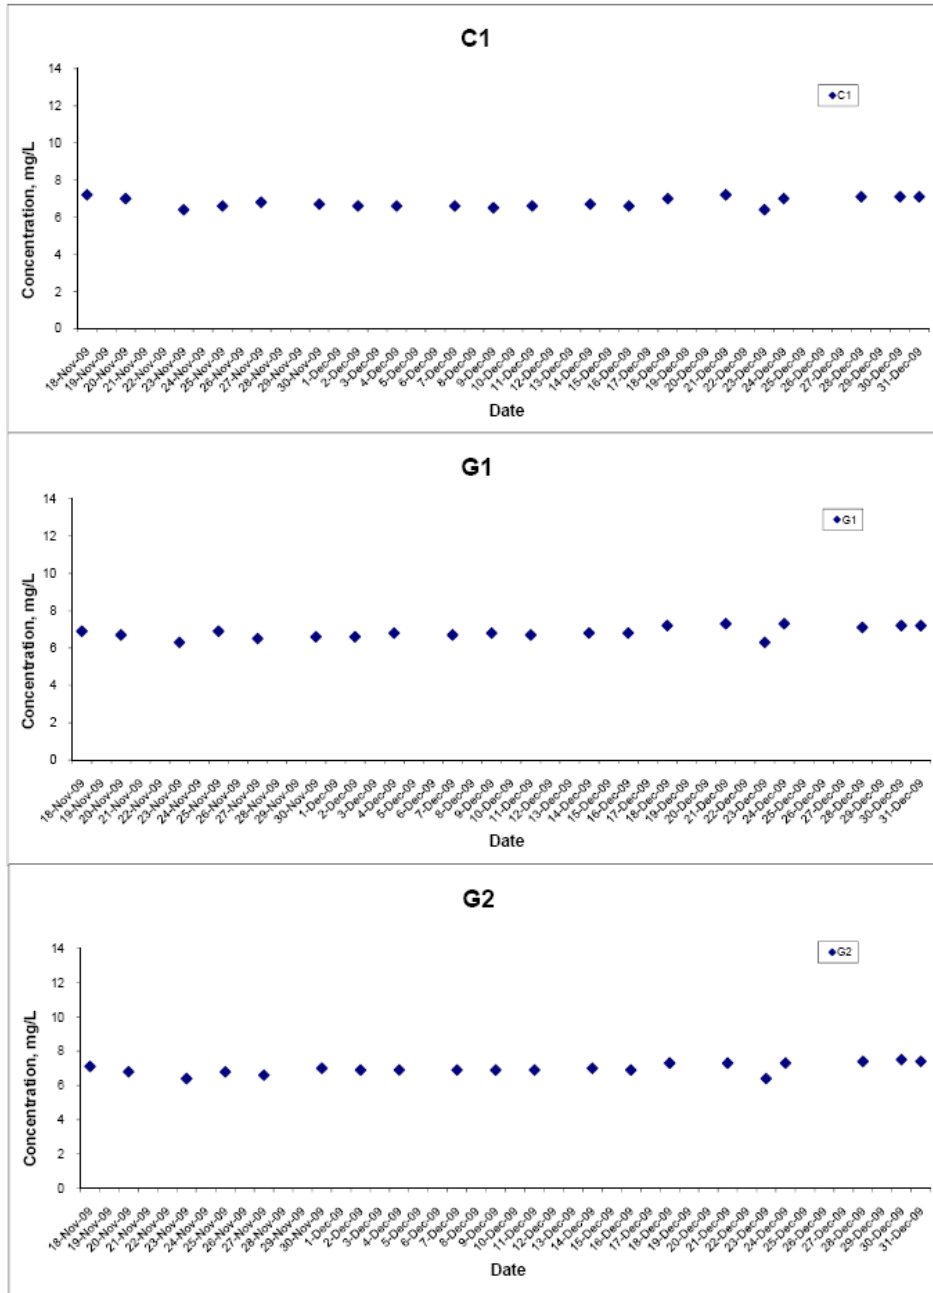 C1
14
C1
12
10
8
6
4
2
0
Concentration, mg/L
18-Nov-09 19-Nov-09 20-Nov-09 21-Nov-09 22-Nov-09 23-Nov-09 24-Nov-09 25-Nov-09 26-Nov-09 27-Nov-09 28-Nov-09 29-Nov-09 30-Nov-09 1-Dec-09 2-Dec-09 3-Dec-09 4-Dec-09 5-Dec-09 6-Dec-09 7-Dec-09 8-Dec-09 9-Dec-09 10-Dec-09 11-Dec-09 12-Dec-09 13-Dec-09 14-Dec-09 15-Dec-09 16-Dec-09 17-Dec-09 18-Dec-09 19-Dec-09 20-Dec-09 21-Dec-09 22-Dec-09 23-Dec-09 24-Dec-09 25-Dec-09 26-Dec-09 27-Dec-09 28-Dec-09 29-Dec-09 30-Dec-09 31-Dec-09
Date
G1
14
G1
12
10
8
6
4
2
0
Concentration, mg/L
18-Nov-09 19-Nov-09 20-Nov-09 21-Nov-09 22-Nov-09 23-Nov-09 24-Nov-09 25-Nov-09 26-Nov-09 27-Nov-09 28-Nov-09 29-Nov-09 30-Nov-09 1-Dec-09 2-Dec-09 3-Dec-09 4-Dec-09 5-Dec-09 6-Dec-09 7-Dec-09 8-Dec-09 9-Dec-09 10-Dec-09 11-Dec-09 12-Dec-09 13-Dec-09 14-Dec-09 15-Dec-09 16-Dec-09 17-Dec-09 18-Dec-09 19-Dec-09 20-Dec-09 21-Dec-09 22-Dec-09 23-Dec-09 24-Dec-09 25-Dec-09 26-Dec-09 27-Dec-09 28-Dec-09 29-Dec-09 30-Dec-09 31-Dec-09
Date
G2
14
G2
12
10
8
6
4
2
0
Concentration, mg/L
18-Nov-09 19-Nov-09 20-Nov-09 21-Nov-09 22-Nov-09 23-Nov-09 24-Nov-09 25-Nov-09 26-Nov-09 27-Nov-09 28-Nov-09 29-Nov-09 30-Nov-09 1-Dec-09 2-Dec-09 3-Dec-09 4-Dec-09 5-Dec-09 6-Dec-09 7-Dec-09 8-Dec-09 9-Dec-09 10-Dec-09 11-Dec-09 12-Dec-09 13-Dec-09 14-Dec-09 15-Dec-09 16-Dec-09 17-Dec-09 18-Dec-09 19-Dec-09 20-Dec-09 21-Dec-09 22-Dec-09 23-Dec-09 24-Dec-09 25-Dec-09 26-Dec-09 27-Dec-09 28-Dec-09 29-Dec-09 30-Dec-09 31-Dec-09
Date